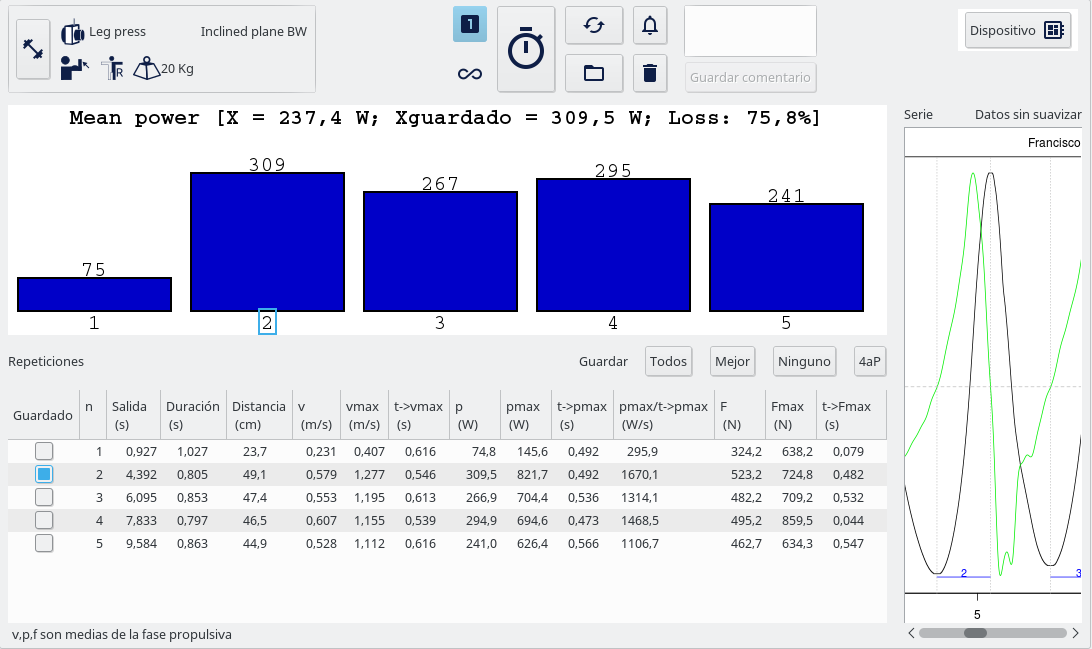 Leg press Inclined plane BW
R 20 Kg
1
Guardar comentario
Dispositivo
Mean power [X = 237,4 W; Xguardado = 309,5 W; Loss: 75,8%]
75 309 267 295 241
1 2 3 4 5
Serie Datos sin suavizar
Francisco
2 3
5
Repeticiones Guardar Todos Mejor Ninguno 4aP
Guardado n Salida (s) Duración (s) Distancia (cm) v (m/s) vmax (m/s) t->vmax (s) p (W) pmax (W) t->pmax (s) pmax/t->pmax (W/s) F (N) Fmax (N) t->Fmax (s)
1 0,927 1,027 23,7 0,231 0,407 0,616 74,8 145,6 0,492 295,9 324,2 638,2 0,079
2 4,392 0,805 49,1 0,579 1,277 0,546 309,5 821,7 0,492 1670,1 523,2 724,8 0,482
3 6,095 0,853 47,4 0,553 1,195 0,613 266,9 704,4 0,536 1314,1 482,2 709,2 0,532
4 7,833 0,797 46,5 0,607 1,155 0,539 294,9 694,6 0,473 1468,5 495,2 859,5 0,044
5 9,584 0,863 44,9 0,528 1,112 0,616 241,0 626,4 0,566 1106,7 462,7 634,3 0,547
v,p,f son medias de la fase propulsiva